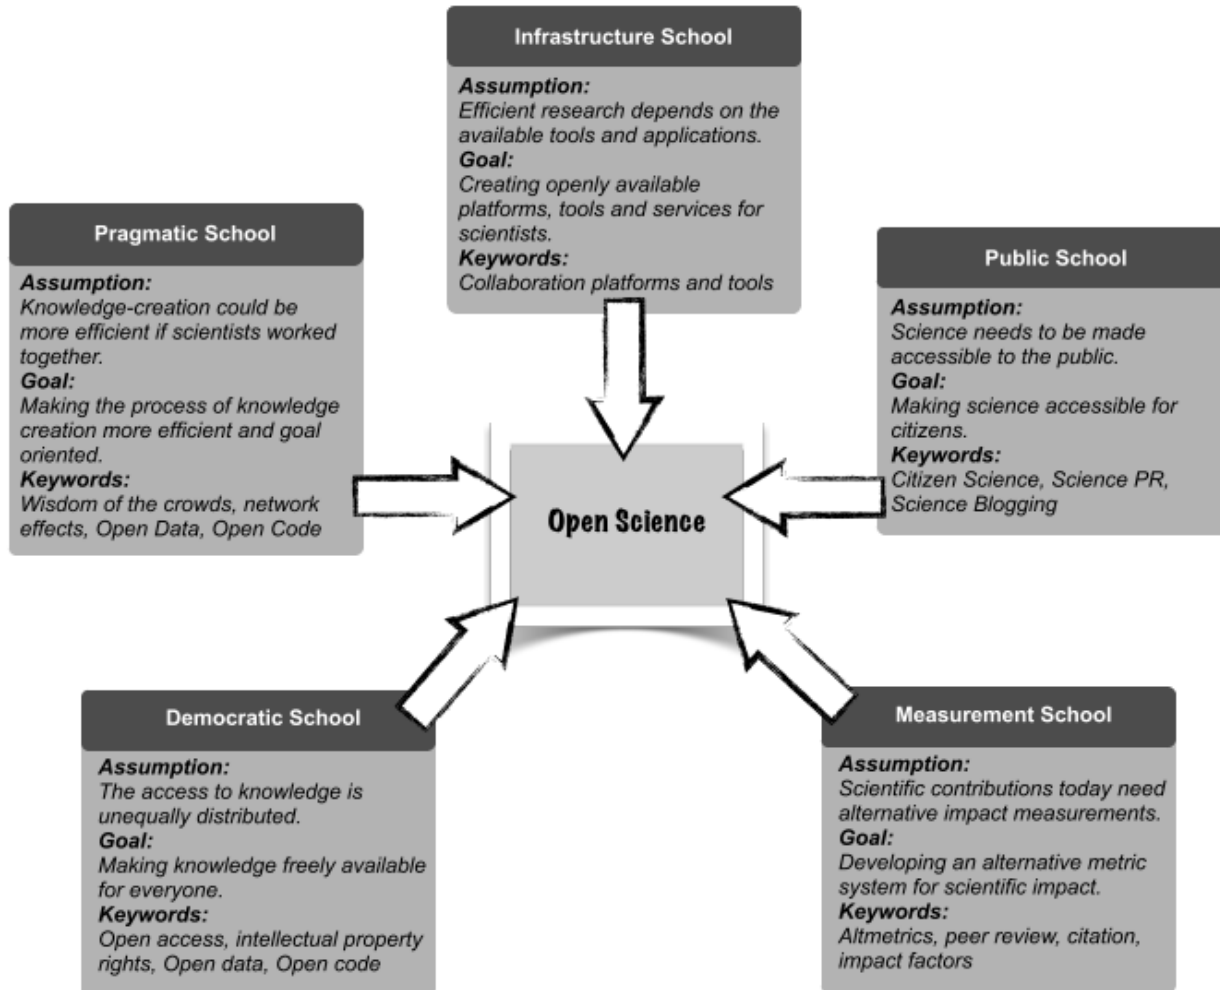 Infrastructure School
Assumption:
Efficient research depends on the
available tools and applications.
Goal:
Creating openly available
platforms, tools and services for
scientists.
Keywords:
Collaboration platforms and tools
Pragmatic School
Assumption:
Knowledge-creation could be
more efficient if scientists worked
together.
Goal:
Making the process of knowledge
creation more efficient and goal
oriented.
Keywords:
Wisdom of the crowds, network
effects, Open Data, Open Code
Public School
Assumption:
Science needs to be made
accessible to the public.
Goal:
Making science accessible for
citizens.
Keywords:
Citizen Science, Science PR,
Science Blogging
Open Science
Democratic School
Assumption:
The access to knowledge is
unequally distributed.
Goal:
Making knowledge freely available
for everyone.
Keywords:
Open access, intellectual property
rights, Open data, Open code
Measurement School
Assumption:
Scientific contributions today need
alternative impact measurements.
Goal:
Developing an alternative metric
system for scientific impact.
Keywords:
Altmetrics, peer review, citation,
impact factors